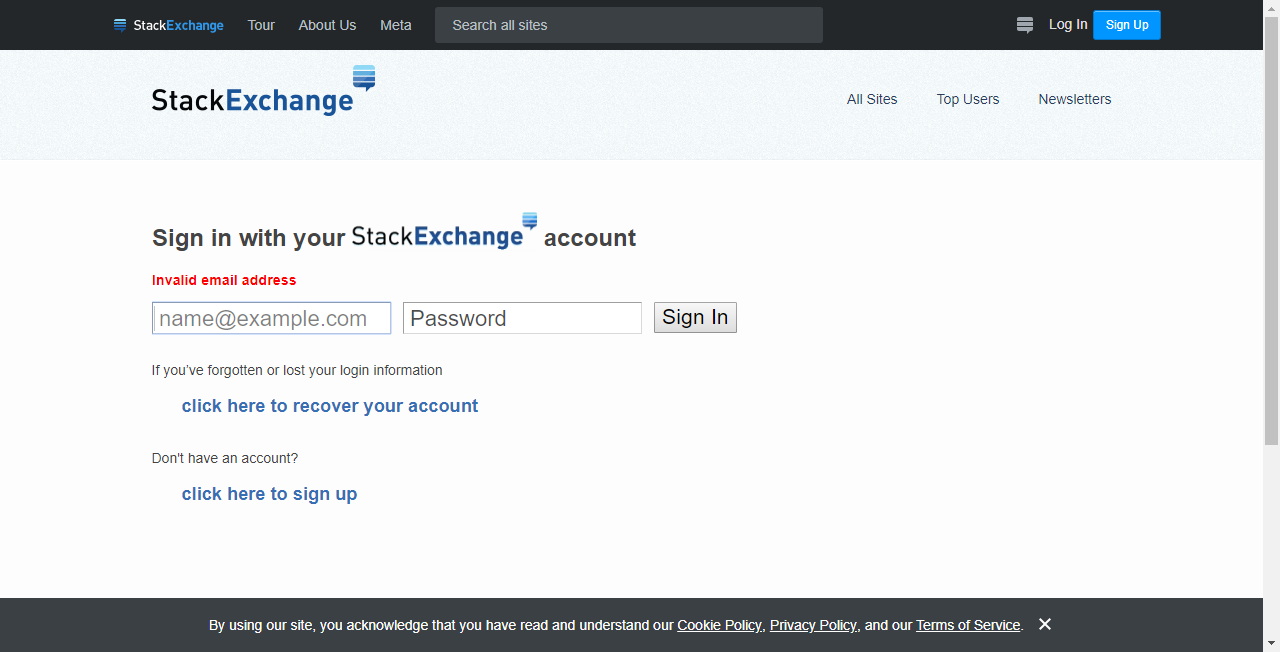 StackExchange Tour About Us Meta Search all sites Log In Sign Up
StackExchange All Sites Top Users Newsletters
Sign in with your StackExchange account
Invalid email address
name@example.com Password Sign In
If you’ve forgotten or lost your login information
click here to recover your account
Don't have an account?
click here to sign up
By using our site, you acknowledge that you have read and understand our Cookie Policy, Privacy Policy, and our Terms of Service.